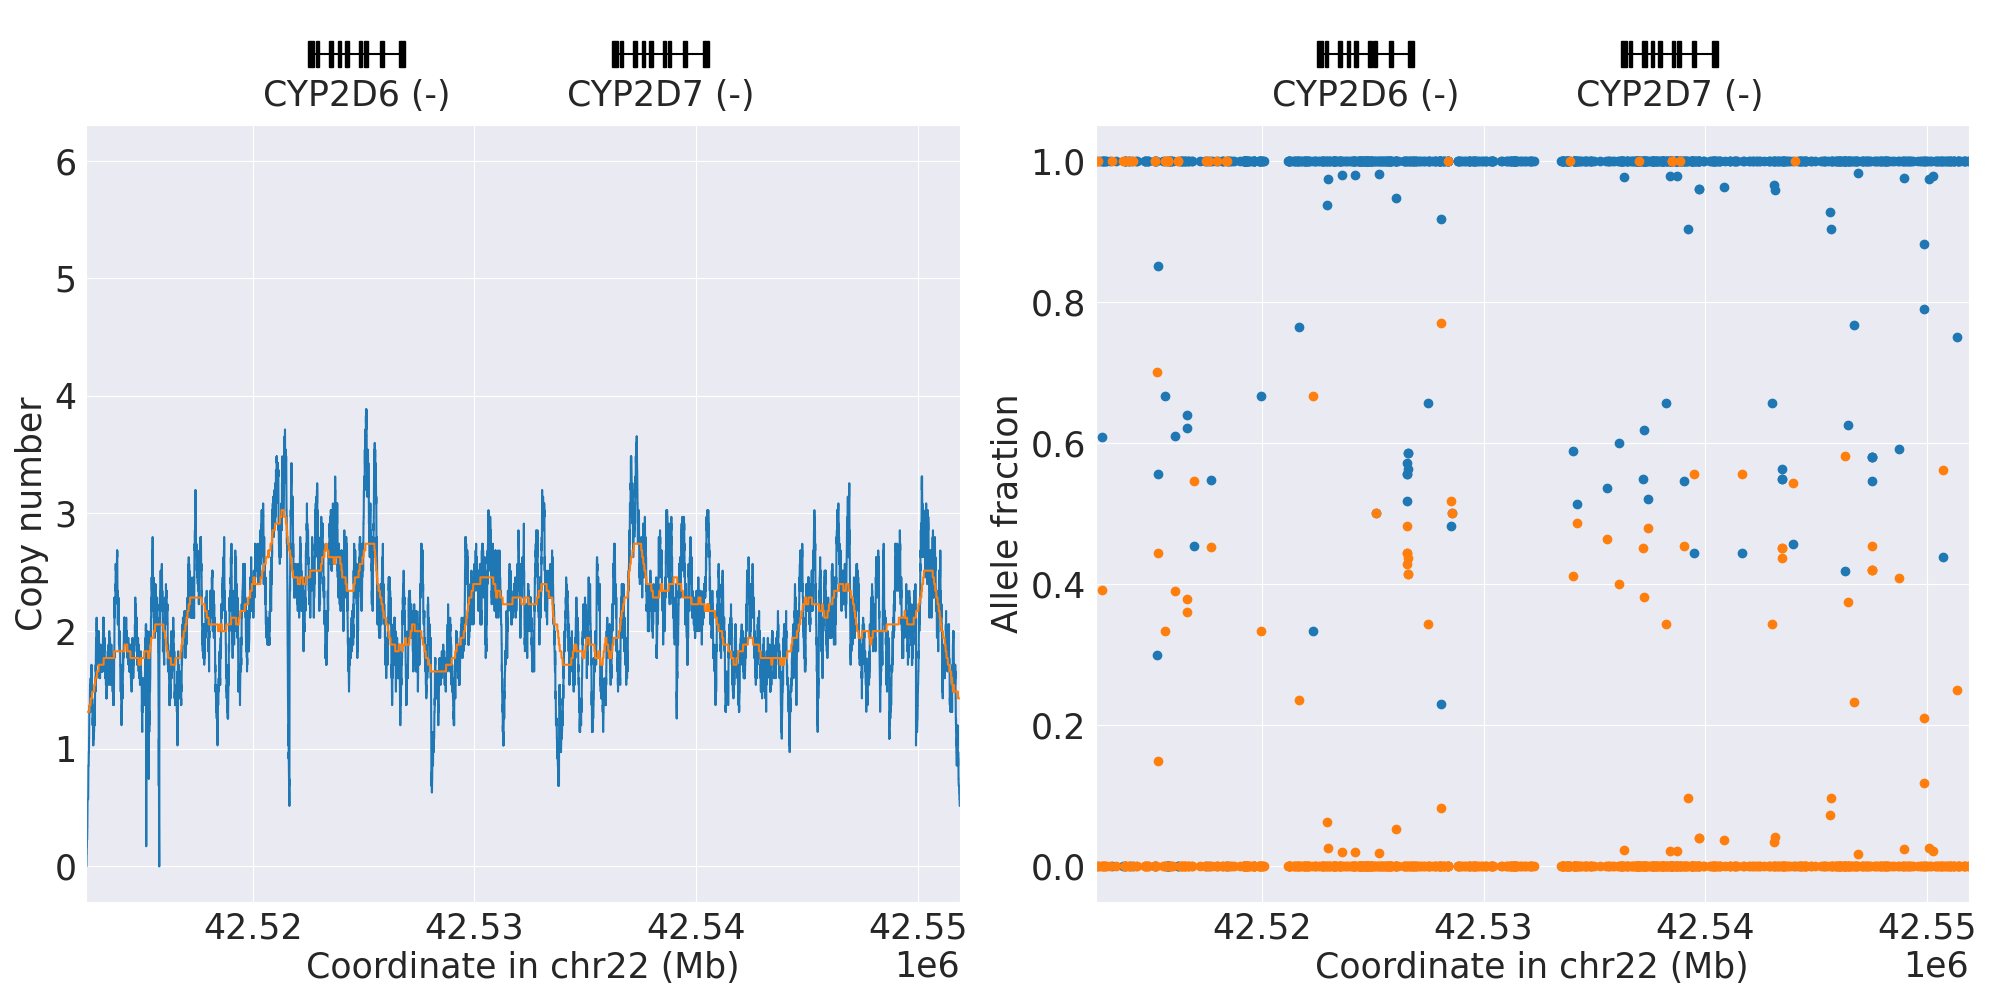 CYP2D6 (-) CYP2D7 (-)
6
5
4
3
2
1
0
Copy number
42.52 42.53 42.54 42.55
Coordinate in chr22 (Mb) 1e6
CYP2D6 (-) CYP2D7 (-)
1.0
0.8
0.6
0.4
0.2
0.0
Allele fraction
42.52 42.53 42.54 42.55
Coordinate in chr22 (Mb) 1e6